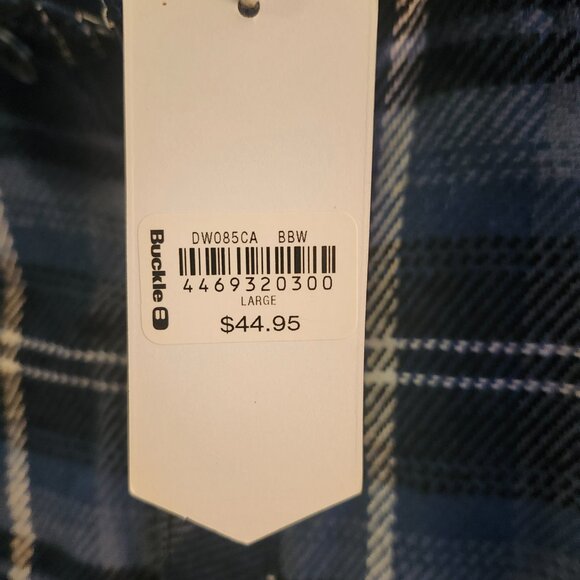 Buckle B
DW085CA BBW
4469320300
LARGE
$44.95